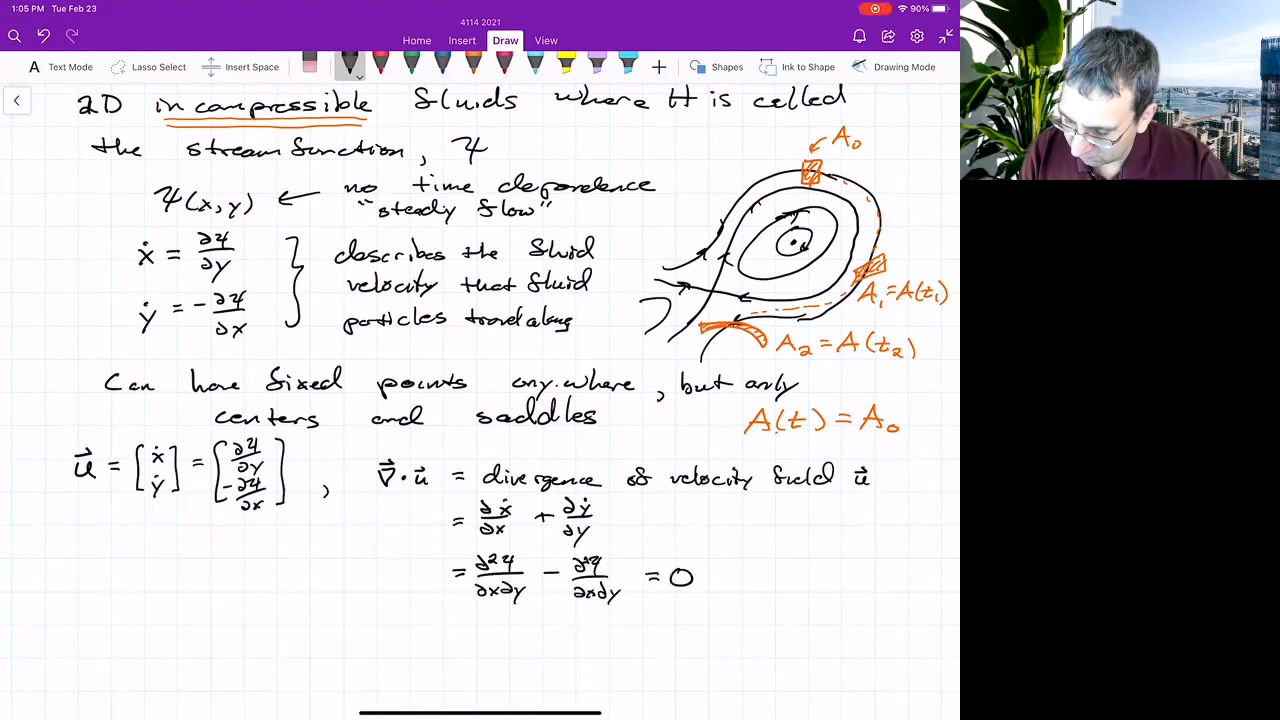 1:05 PM Tue Feb 23
90%
4114 2021
Home Insert Draw View
Text Mode Lasso Select Insert Space Shapes Ink to Shape Drawing Mode
2D incompressible fluids where H is called
the streamfunction, Ψ
Ψ(x,y) ← no time dependence
"steady flow"
ẋ = ∂Ψ/∂y
ẏ = -∂Ψ/∂x
describes the fluid
velocity that fluid
particles travel along
A₀
A₁ = A(t₁)
A₂ = A(t₂)
Can have fixed points anywhere, but only
centers and saddles
A(t) = A₀
u⃗ = [ẋ ẏ] = [∂Ψ/∂y -∂Ψ/∂x] , ∇⃗·u⃗ = divergence of velocity field u⃗
= ∂ẋ/∂x + ∂ẏ/∂y
= ∂²Ψ/∂x∂y - ∂²Ψ/∂x∂y = 0